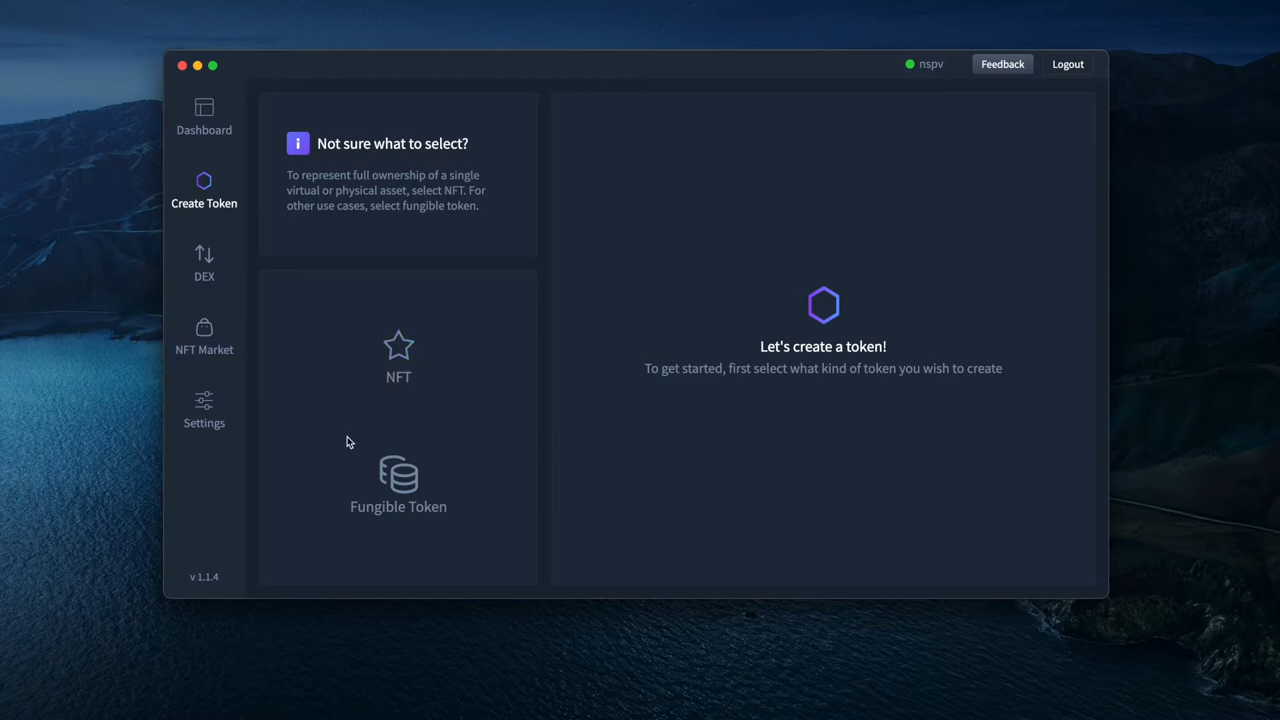 nspv
Feedback
Logout
Dashboard
Create Token
DEX
NFT Market
Settings
v 1.1.4
i
Not sure what to select?
To represent full ownership of a single
virtual or physical asset, select NFT. For
other use cases, select fungible token.
NFT
Fungible Token
Let's create a token!
To get started, first select what kind of token you wish to create